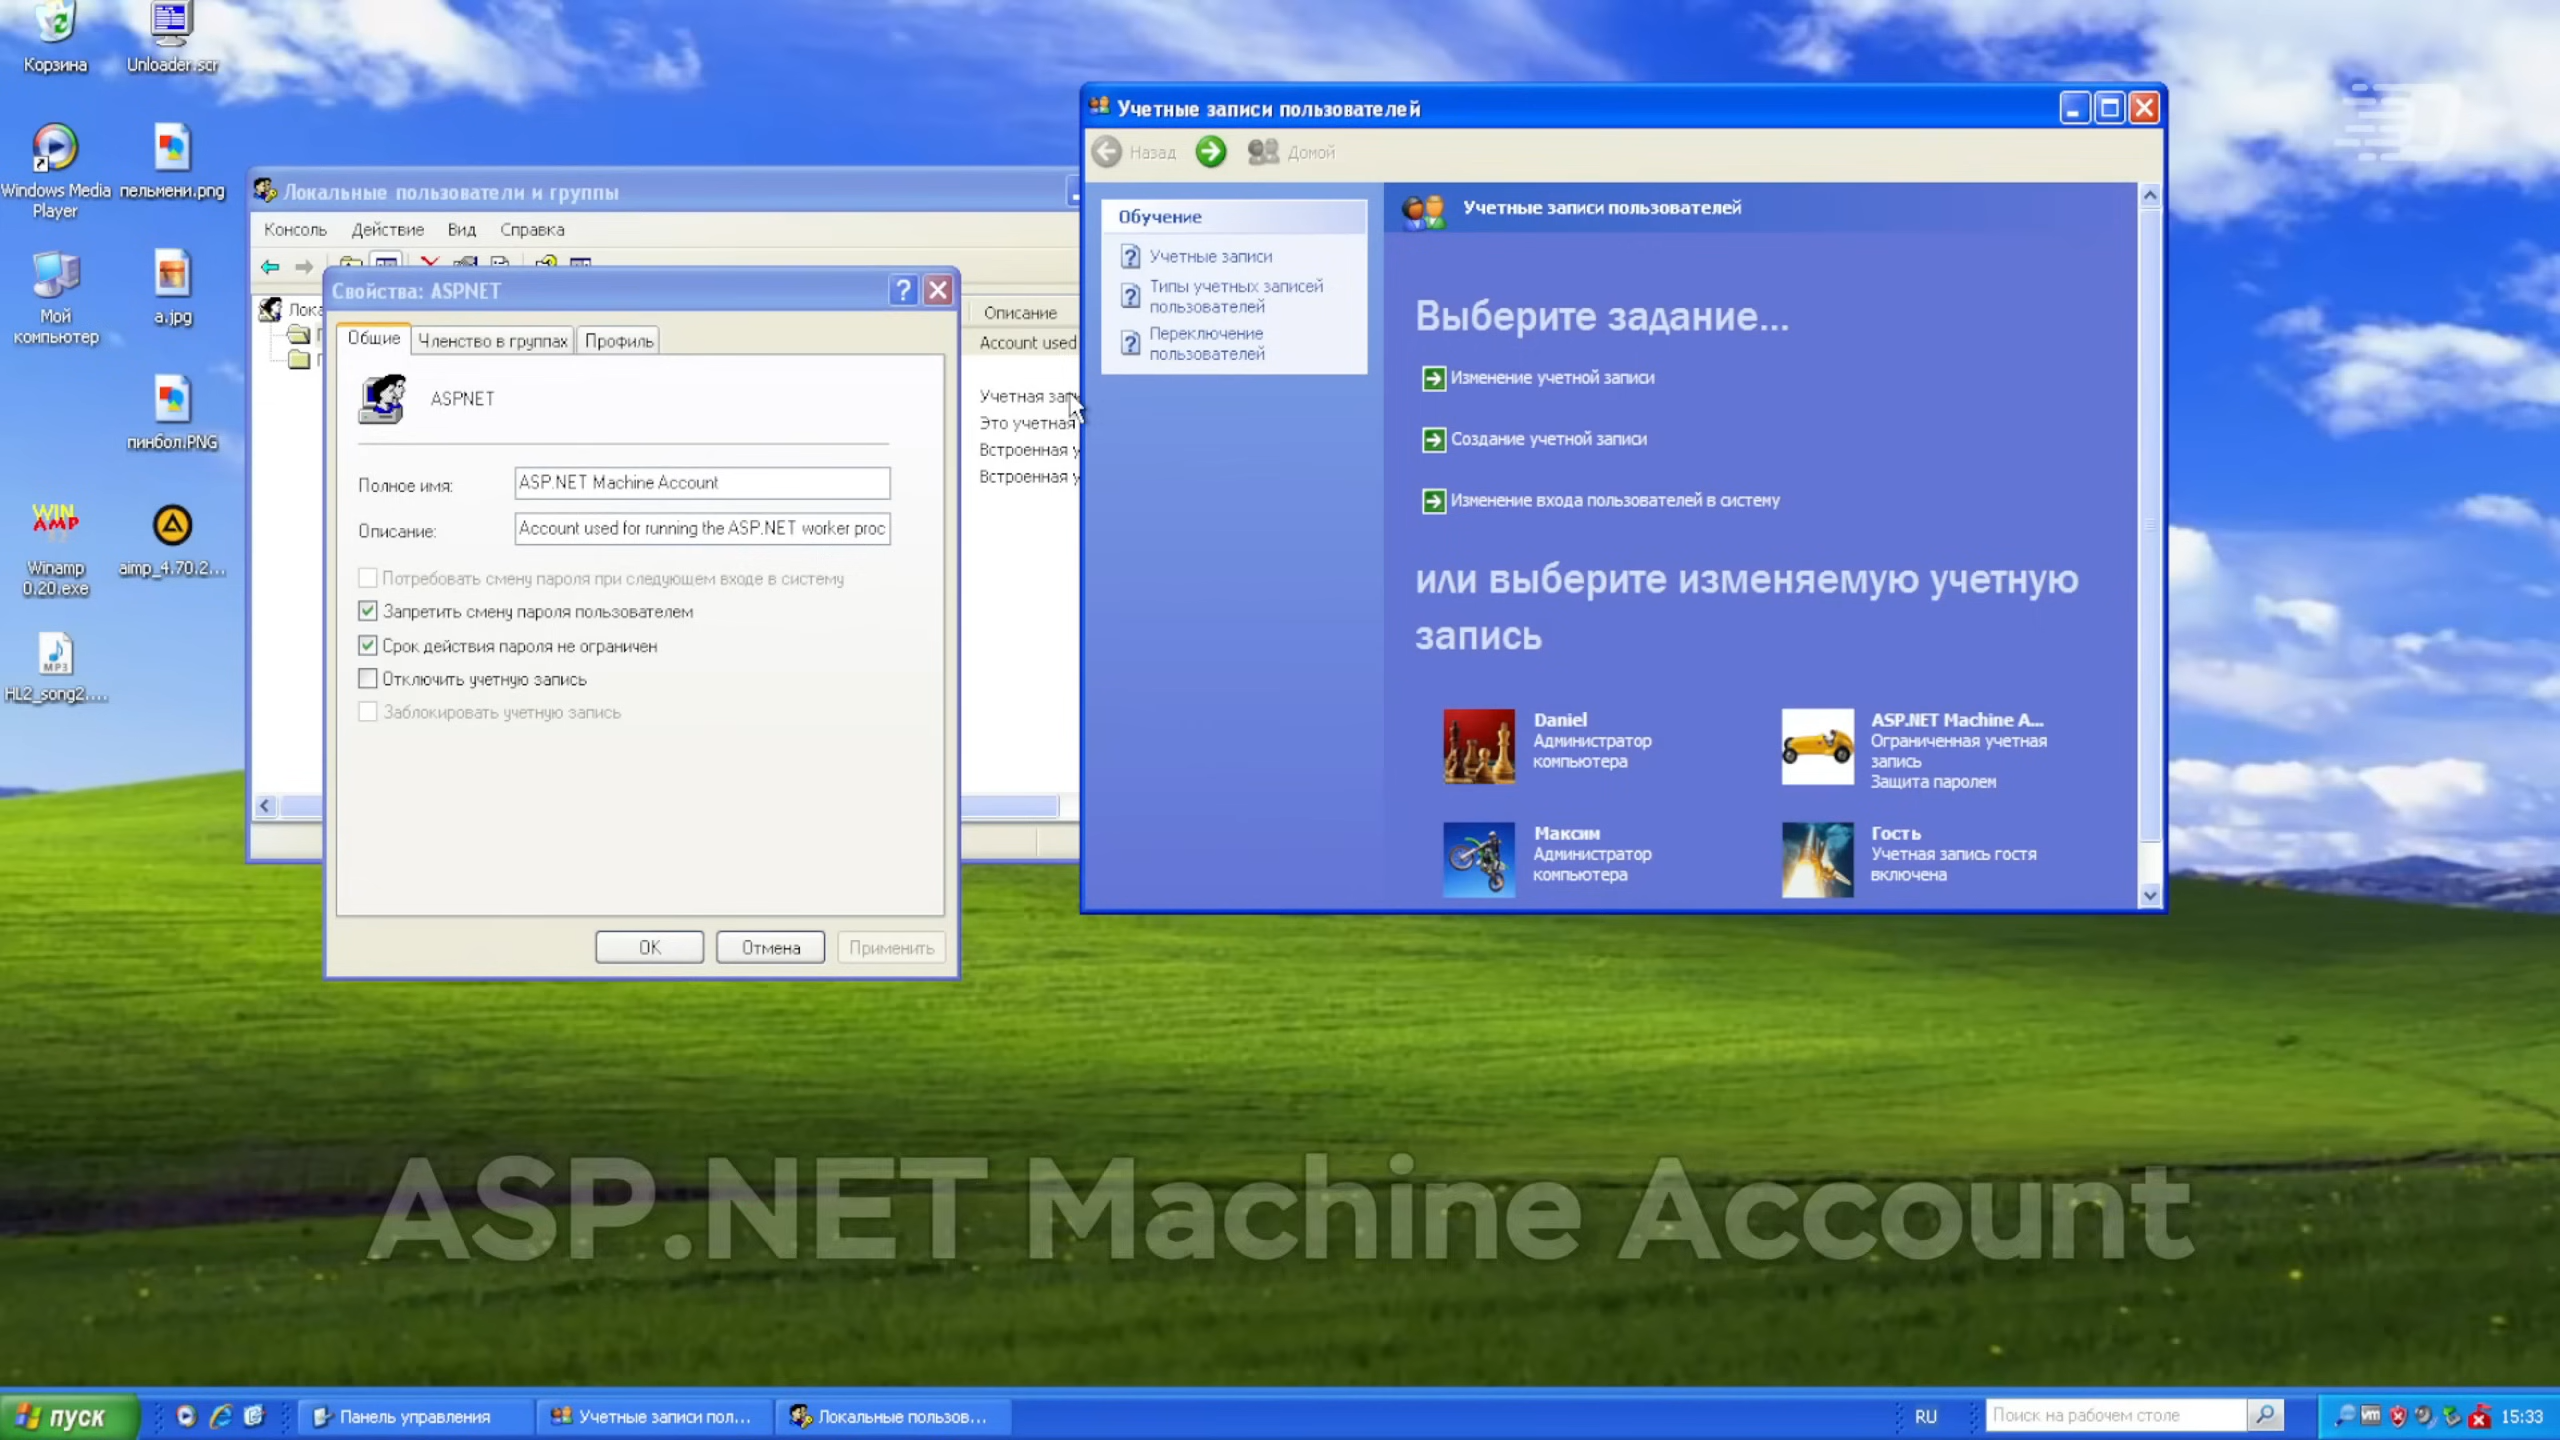 Корзина
Unloader.scr
Windows Media
Player
пельмени.png
Мой
компьютер
a.jpg
пинбол.PNG
WIN
AMP
Winamp
0.20.exe
aimp_4.70.2...
MP3
HL2_song2....
Локальные пользователи и группы
Консоль Действие Вид Справка
Лока
Описание
Account used
Учетная запи
Это учетная
Встроенная у
Встроенная у
Свойства: ASPNET
Общие Членство в группах Профиль
ASPNET
Полное имя: ASP.NET Machine Account
Описание: Account used for running the ASP.NET worker proc
Потребовать смену пароля при следующем входе в систему
Запретить смену пароля пользователем
Срок действия пароля не ограничен
Отключить учетную запись
Заблокировать учетную запись
OK Отмена Применить
Учетные записи пользователей
Назад Домой
Обучение
Учетные записи
Типы учетных записей
пользователей
Переключение
пользователей
Учетные записи пользователей
Выберите задание...
Изменение учетной записи
Создание учетной записи
Изменение входа пользователей в систему
или выберите изменяемую учетную
запись
Daniel
Администратор
компьютера
ASP.NET Machine A...
Ограниченная учетная
запись
Защита паролем
Максим
Администратор
компьютера
Гость
Учетная запись гостя
включена
ASP.NET Machine Account
пуск
Панель управления
Учетные записи пол...
Локальные пользов...
RU
Поиск на рабочем столе
15:33